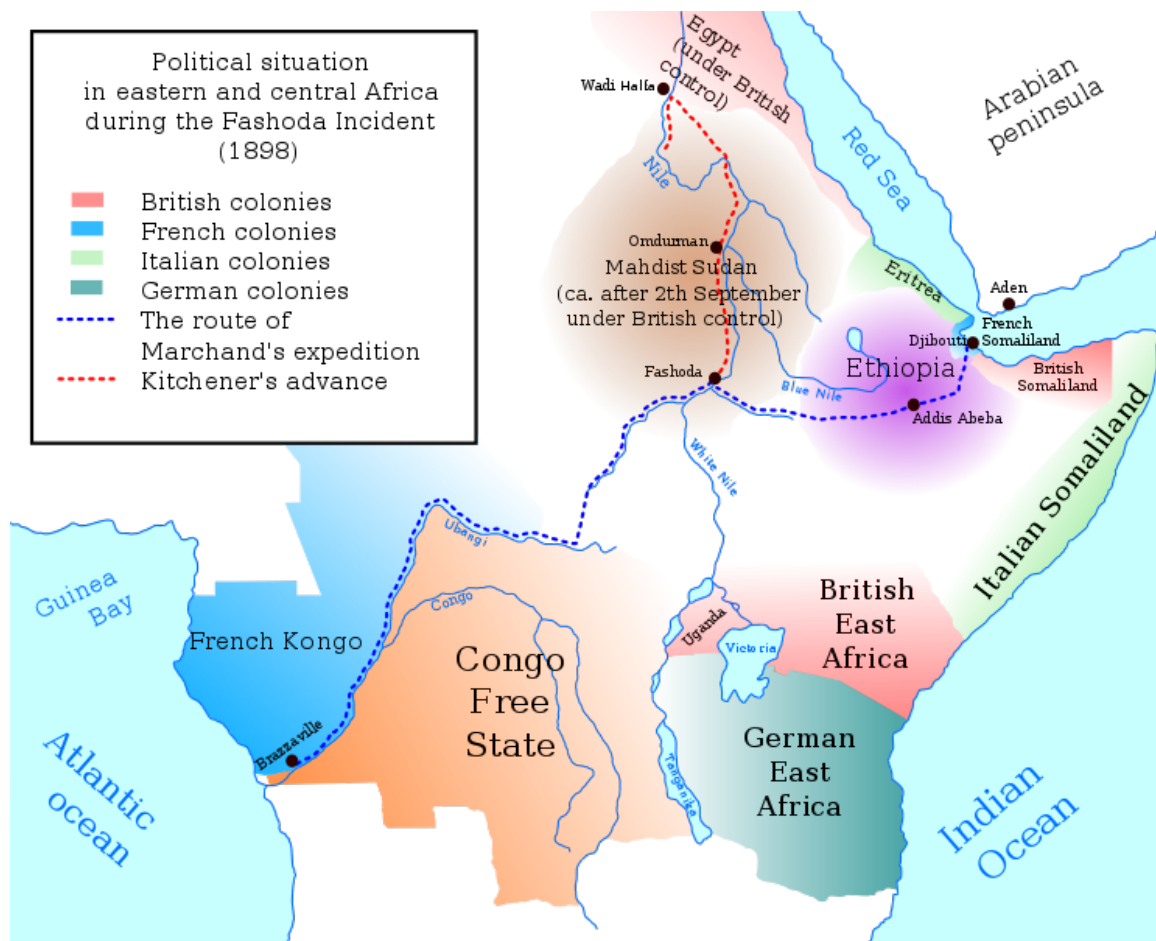 Political situation
in eastern and central Africa
during the Fashoda Incident
(1898)
British colonies
French colonies
Italian colonies
German colonies
The route of
Marchand's expedition
Kitchener's advance
Egypt
(under British
control)
Wadi Halfa
Arabian
peninsula
Red Sea
Nile
Omdurman
Mahdist Sudan
(ca. after 2th September
under British control)
Eritrea
Aden
French
Somaliland
Djibouti
Fashoda
Ethiopia
British
Somaliland
Blue Nile
Addis Abeba
White Nile
Italian Somaliland
Ubangi
Guinea
Bay
Congo
British
East
Africa
Uganda
French Kongo
Victoria
Congo
Free
State
Brazzaville
German
East
Africa
Tanganika
Atlantic
ocean
Indian
Ocean